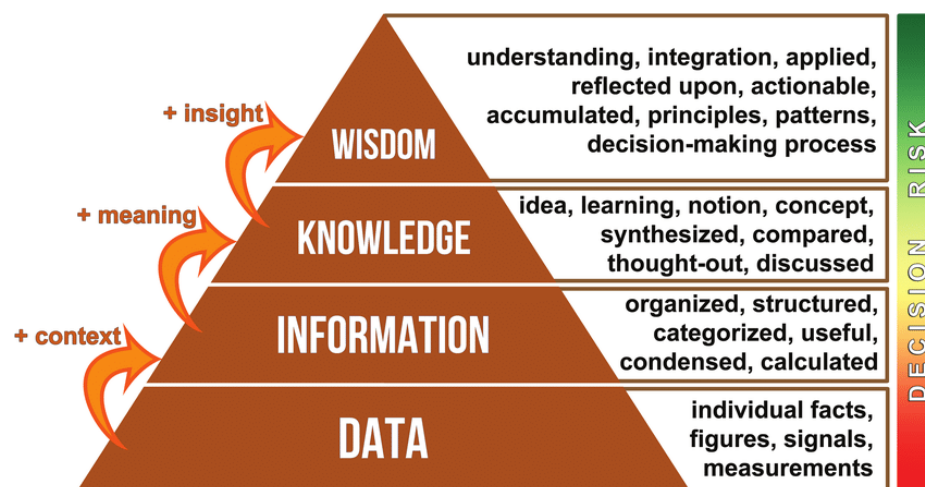 understanding, integration, applied,
reflected upon, actionable,
accumulated, principles, patterns,
decision-making process
+ insight
WISDOM
idea, learning, notion, concept,
synthesized, compared,
thought-out, discussed
+ meaning
KNOWLEDGE
organized, structured,
categorized, useful,
condensed, calculated
+ context
INFORMATION
individual facts,
figures, signals,
measurements
DATA
DECISION RISK